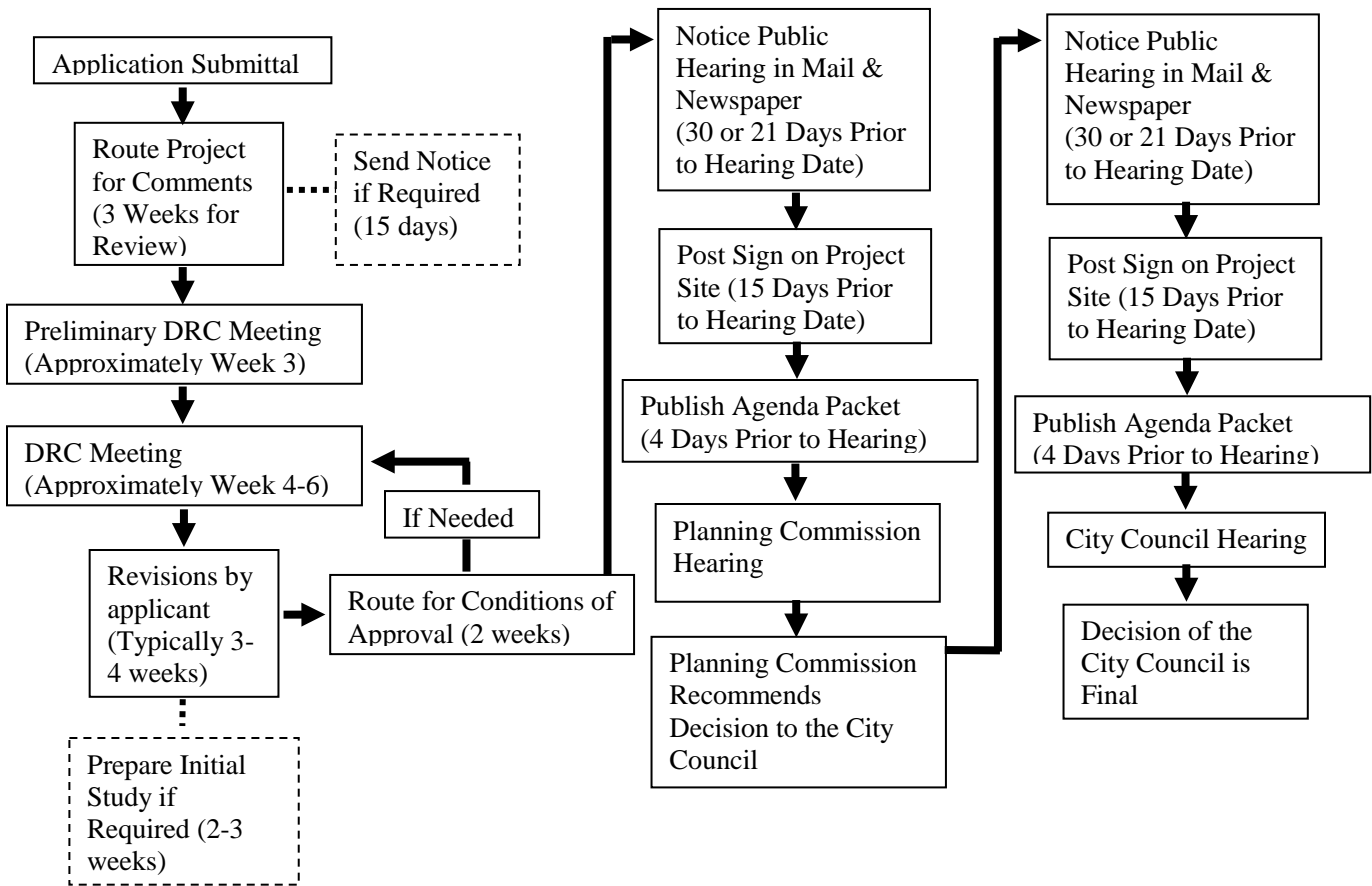 Application Submittal
Route Project
for Comments
(3 Weeks for
Review)
Send Notice
if Required
(15 days)
Preliminary DRC Meeting
(Approximately Week 3)
DRC Meeting
(Approximately Week 4-6)
If Needed
Revisions by
applicant
(Typically 3-
4 weeks)
Route for Conditions of
Approval (2 weeks)
Prepare Initial
Study if
Required (2-3
weeks)
Notice Public
Hearing in Mail &
Newspaper
(30 or 21 Days Prior
to Hearing Date)
Post Sign on Project
Site (15 Days Prior
to Hearing Date)
Publish Agenda Packet
(4 Days Prior to Hearing)
Planning Commission
Hearing
Planning Commission
Recommends
Decision to the City
Council
Notice Public
Hearing in Mail &
Newspaper
(30 or 21 Days Prior
to Hearing Date)
Post Sign on Project
Site (15 Days Prior
to Hearing Date)
Publish Agenda Packet
(4 Days Prior to Hearing)
City Council Hearing
Decision of the
City Council is
Final